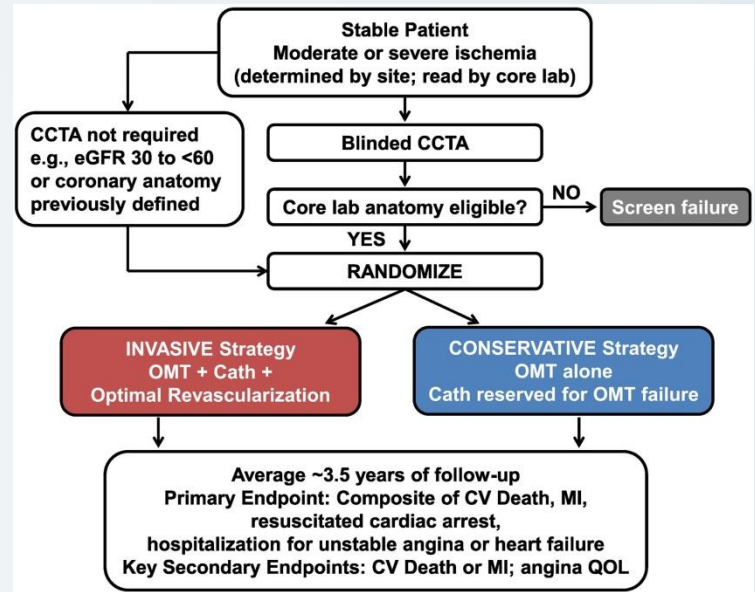 Stable Patient
Moderate or severe ischemia
(determined by site; read by core lab)
CCTA not required
e.g., eGFR 30 to <60
or coronary anatomy
previously defined
Blinded CCTA
Core lab anatomy eligible?
NO
Screen failure
YES
RANDOMIZE
INVASIVE Strategy
OMT + Cath +
Optimal Revascularization
CONSERVATIVE Strategy
OMT alone
Cath reserved for OMT failure
Average ~3.5 years of follow-up
Primary Endpoint: Composite of CV Death, MI,
resuscitated cardiac arrest,
hospitalization for unstable angina or heart failure
Key Secondary Endpoints: CV Death or MI; angina QOL